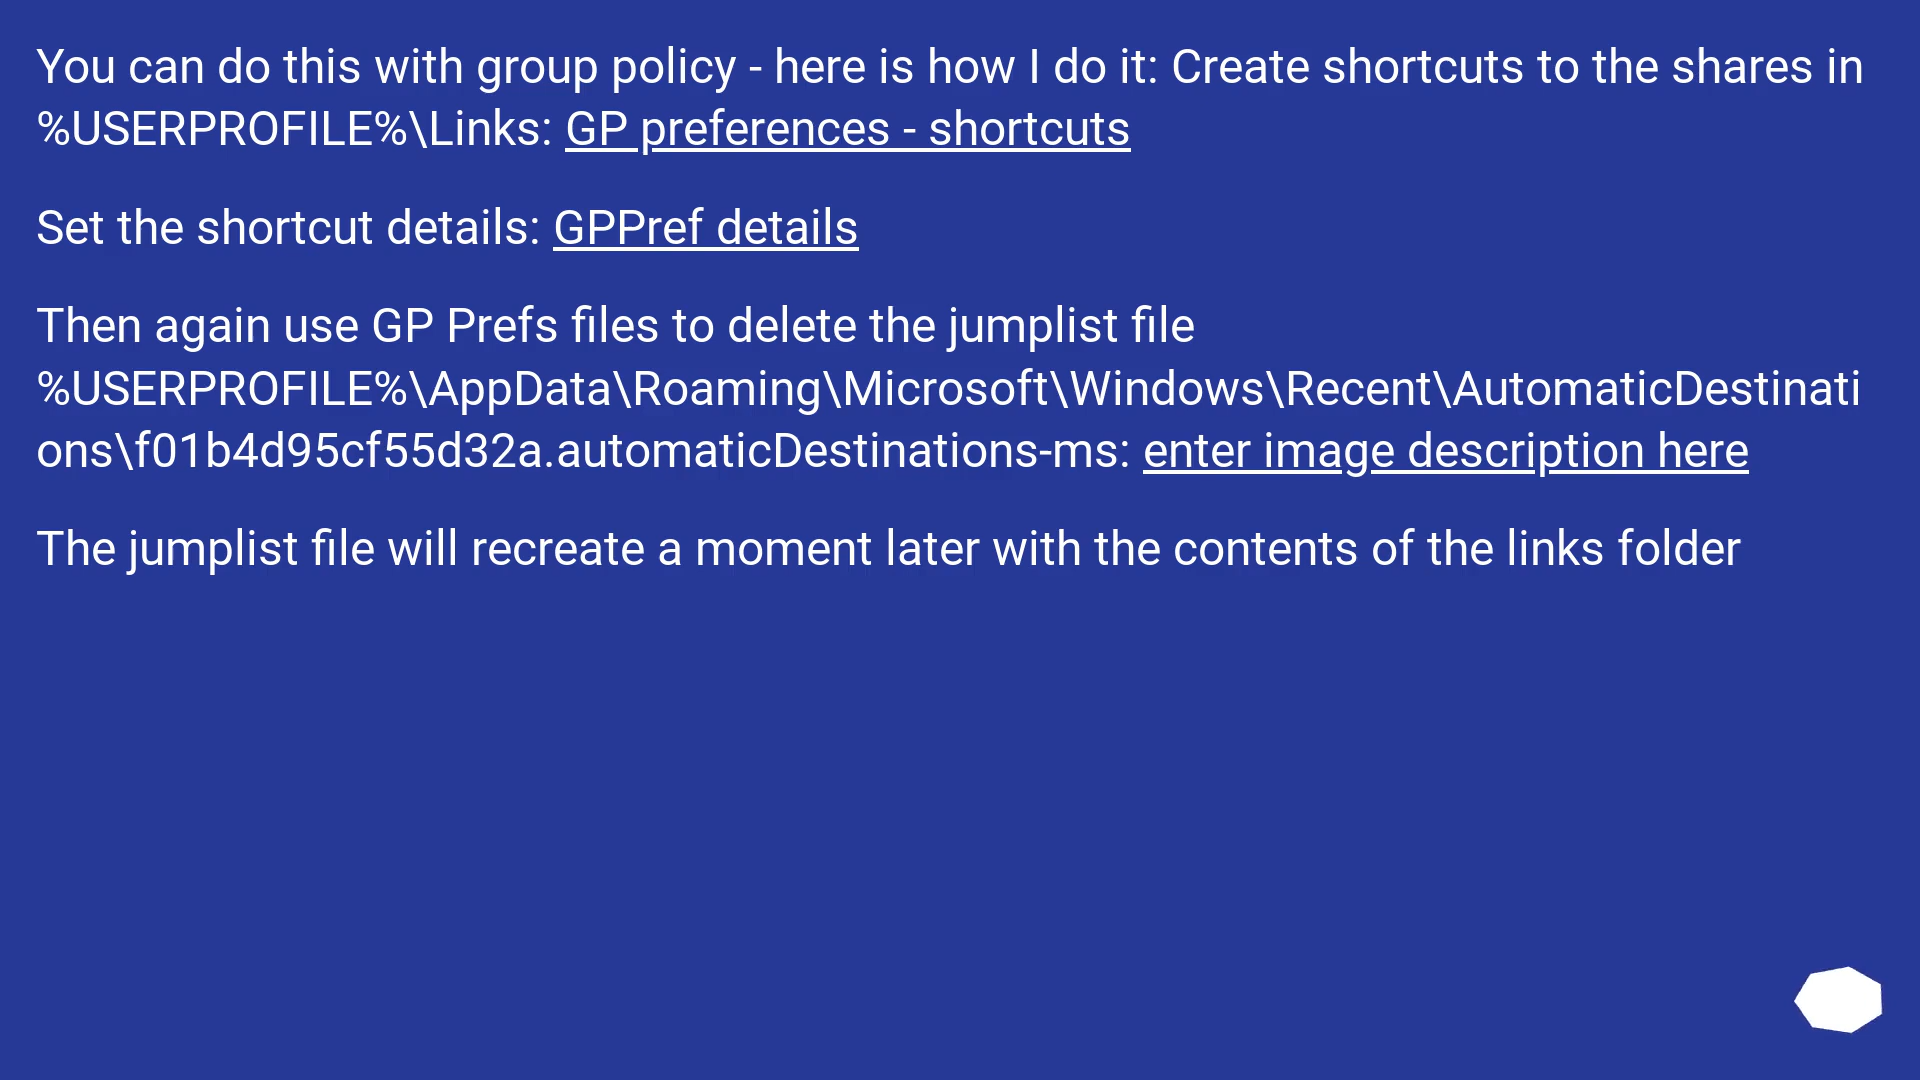 You can do this with group policy - here is how I do it: Create shortcuts to the shares in
%USERPROFILE%\Links: GP preferences - shortcuts
Set the shortcut details: GPPref details
Then again use GP Prefs files to delete the jumplist file
%USERPROFILE%\AppData\Roaming\Microsoft\Windows\Recent\AutomaticDestinati
ons\f01b4d95cf55d32a.automaticDestinations-ms: enter image description here
The jumplist file will recreate a moment later with the contents of the links folder